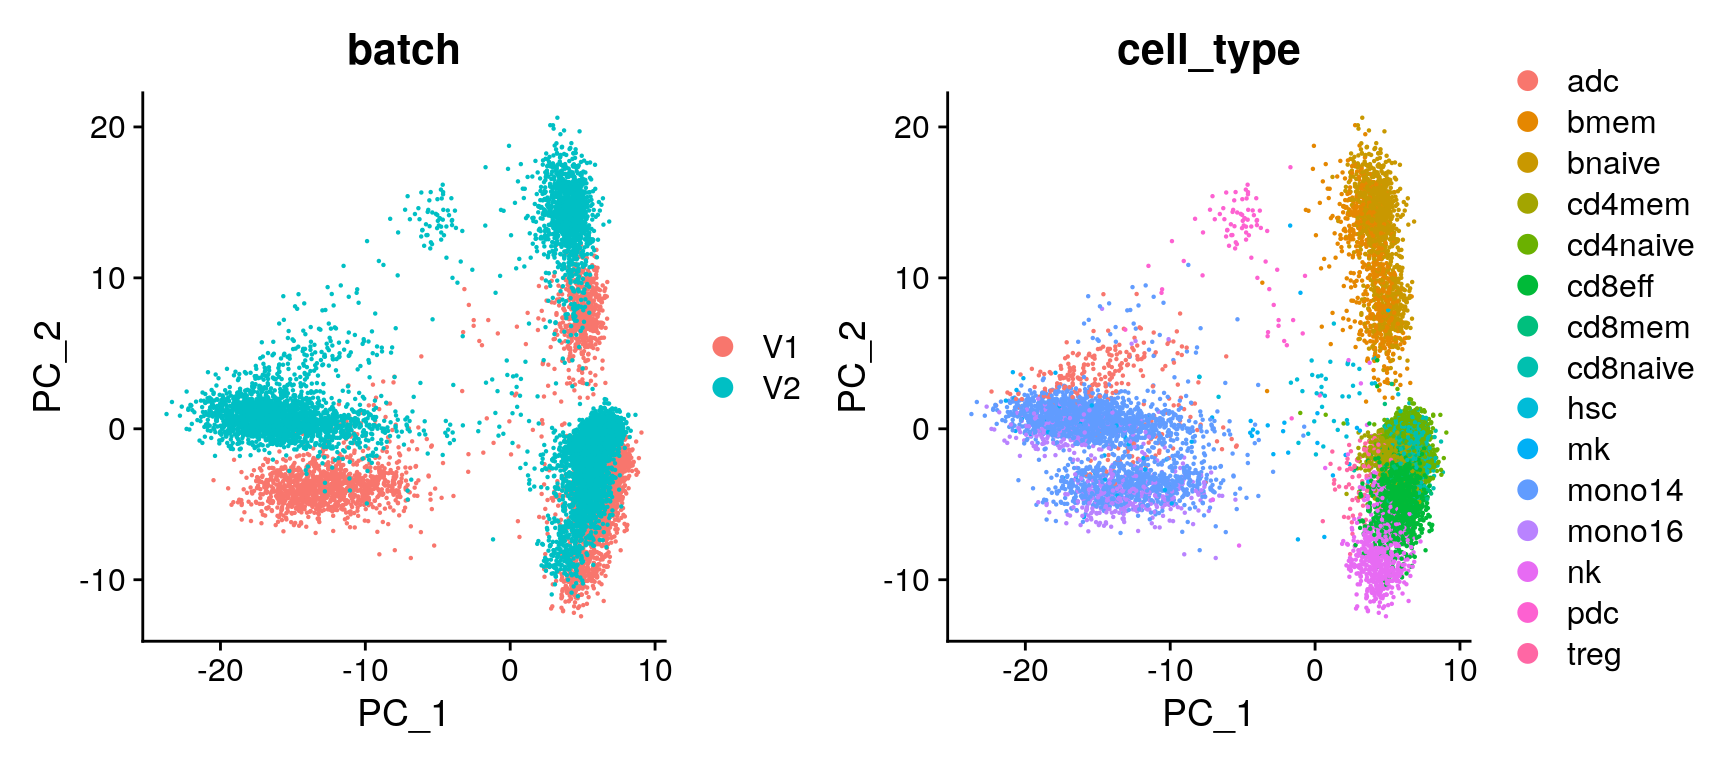 batch
20
10
0
-10
-20
-10
0
10
PC_1
PC_2
V1
V2
cell_type
20
10
0
-10
-20
-10
0
10
PC_1
PC_2
adc
bmem
bnaive
cd4mem
cd4naive
cd8eff
cd8mem
cd8naive
hsc
mk
mono14
mono16
nk
pdc
treg